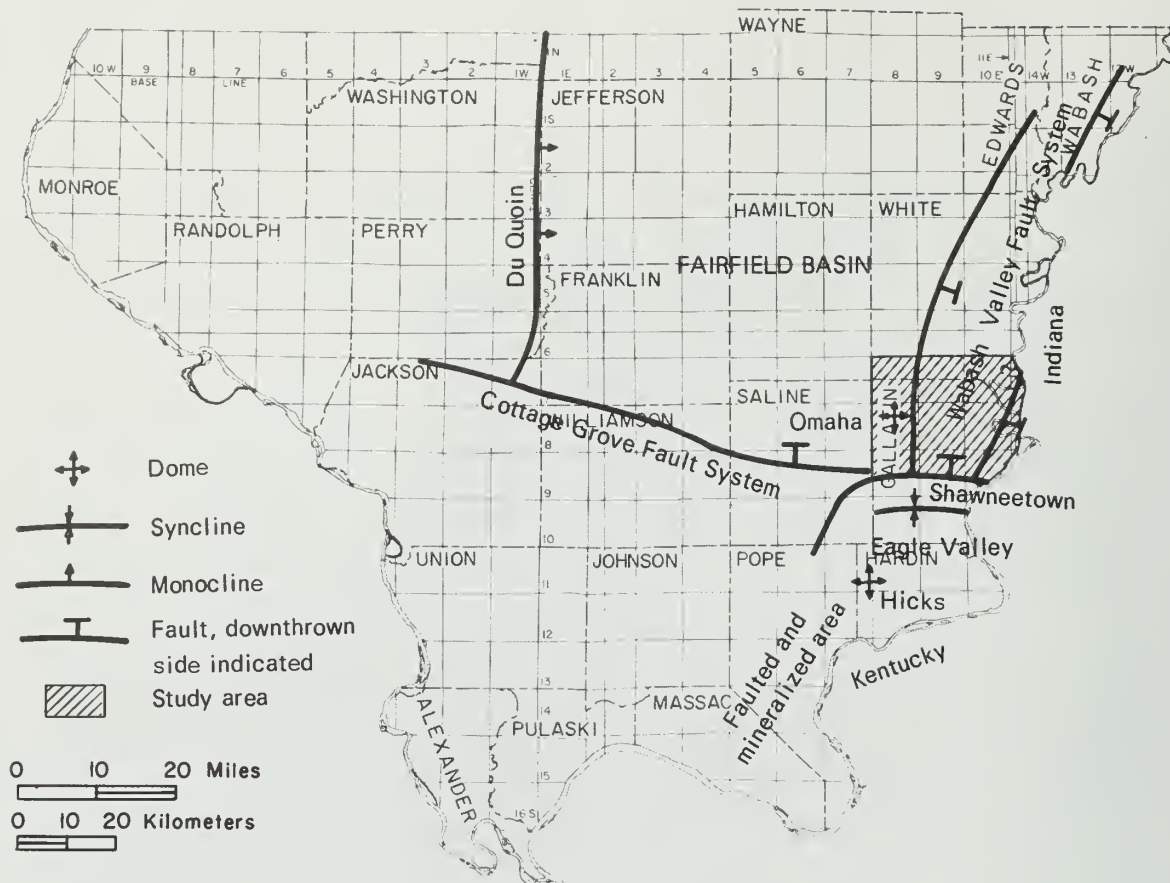 WAYNE
11E
10 W
9
8
7
6
5
4
3
2
1W
1E
2
3
4
5
6
7
8
9
10 E
14 W
13
BASE
LINE
1N
WASHINGTON
JEFFERSON
EDWARDS
WABASH
1S
2
3
4
5
6
7
8
9
10
11
12
13
14
15
16S
MONROE
RANDOLPH
PERRY
Du Quoin
FRANKLIN
HAMILTON
WHITE
FAIRFIELD BASIN
Wabash Valley Fault System
Indiana
JACKSON
WILLIAMSON
SALINE
Omaha
GALLATIN
Cottage Grove Fault System
Shawneetown
Eagle Valley
UNION
JOHNSON
POPE
HARDIN
Hicks
Faulted and
mineralized area
Kentucky
MASSAC
PULASKI
ALEXANDER
Dome
Syncline
Monocline
Fault, downthrown
side indicated
Study area
0 10 20 Miles
0 10 20 Kilometers